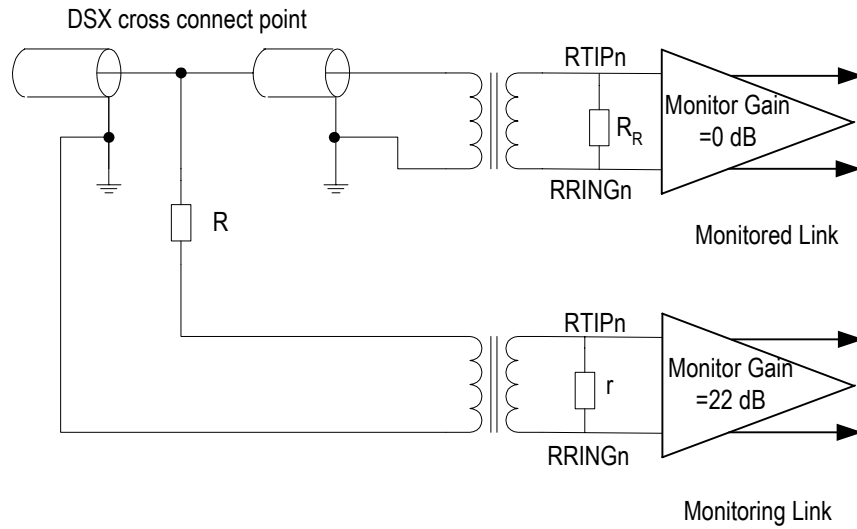 DSX cross connect point
RTIPn
Monitor Gain
=0 dB
R_R
RRINGn
R
Monitored Link
RTIPn
Monitor Gain
=22 dB
r
RRINGn
Monitoring Link